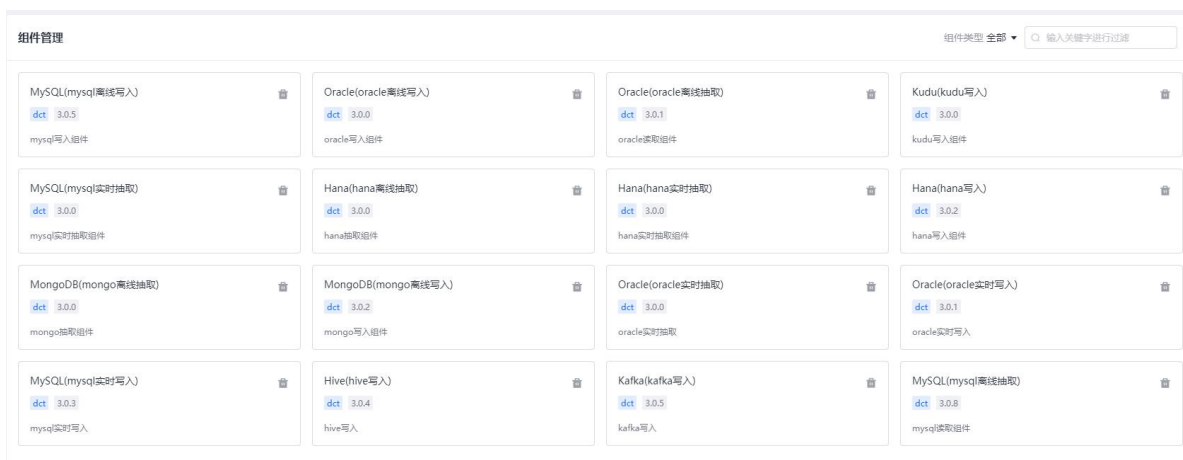 组件管理
组件类型 全部 输入关键字进行过滤
MySQL(mysql离线写入)
dct 3.0.5
mysql写入组件
Oracle(oracle离线写入)
dct 3.0.0
oracle写入组件
Oracle(oracle离线抽取)
dct 3.0.1
oracle读取组件
Kudu(kudu写入)
dct 3.0.0
kudu写入组件
MySQL(mysql实时抽取)
dct 3.0.0
mysql实时抽取组件
Hana(hana离线抽取)
dct 3.0.0
hana抽取组件
Hana(hana实时抽取)
dct 3.0.0
hana实时抽取组件
Hana(hana写入)
dct 3.0.2
hana写入组件
MongoDB(mongo离线抽取)
dct 3.0.0
mongo抽取组件
MongoDB(mongo离线写入)
dct 3.0.2
mongo写入组件
Oracle(oracle实时抽取)
dct 3.0.0
oracle实时抽取
Oracle(oracle实时写入)
dct 3.0.1
oracle实时写入
MySQL(mysql实时写入)
dct 3.0.3
mysql实时写入
Hive(hive写入)
dct 3.0.4
hive写入
Kafka(kafka写入)
dct 3.0.5
kafka写入
MySQL(mysql离线抽取)
dct 3.0.8
mysql读取组件